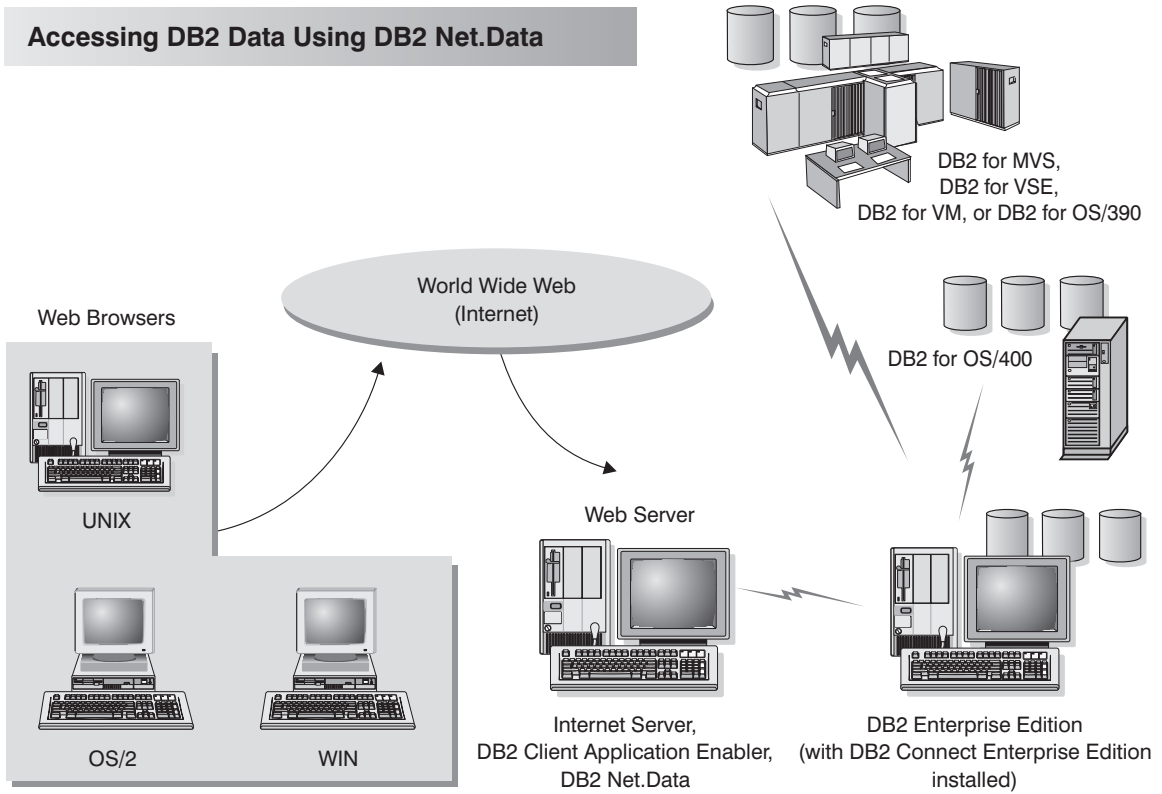 Accessing DB2 Data Using DB2 Net.Data
DB2 for MVS,
DB2 for VSE,
DB2 for VM, or DB2 for OS/390
World Wide Web
(Internet)
Web Browsers
DB2 for OS/400
UNIX
Web Server
OS/2
WIN
Internet Server,
DB2 Client Application Enabler,
DB2 Net.Data
DB2 Enterprise Edition
(with DB2 Connect Enterprise Edition
installed)